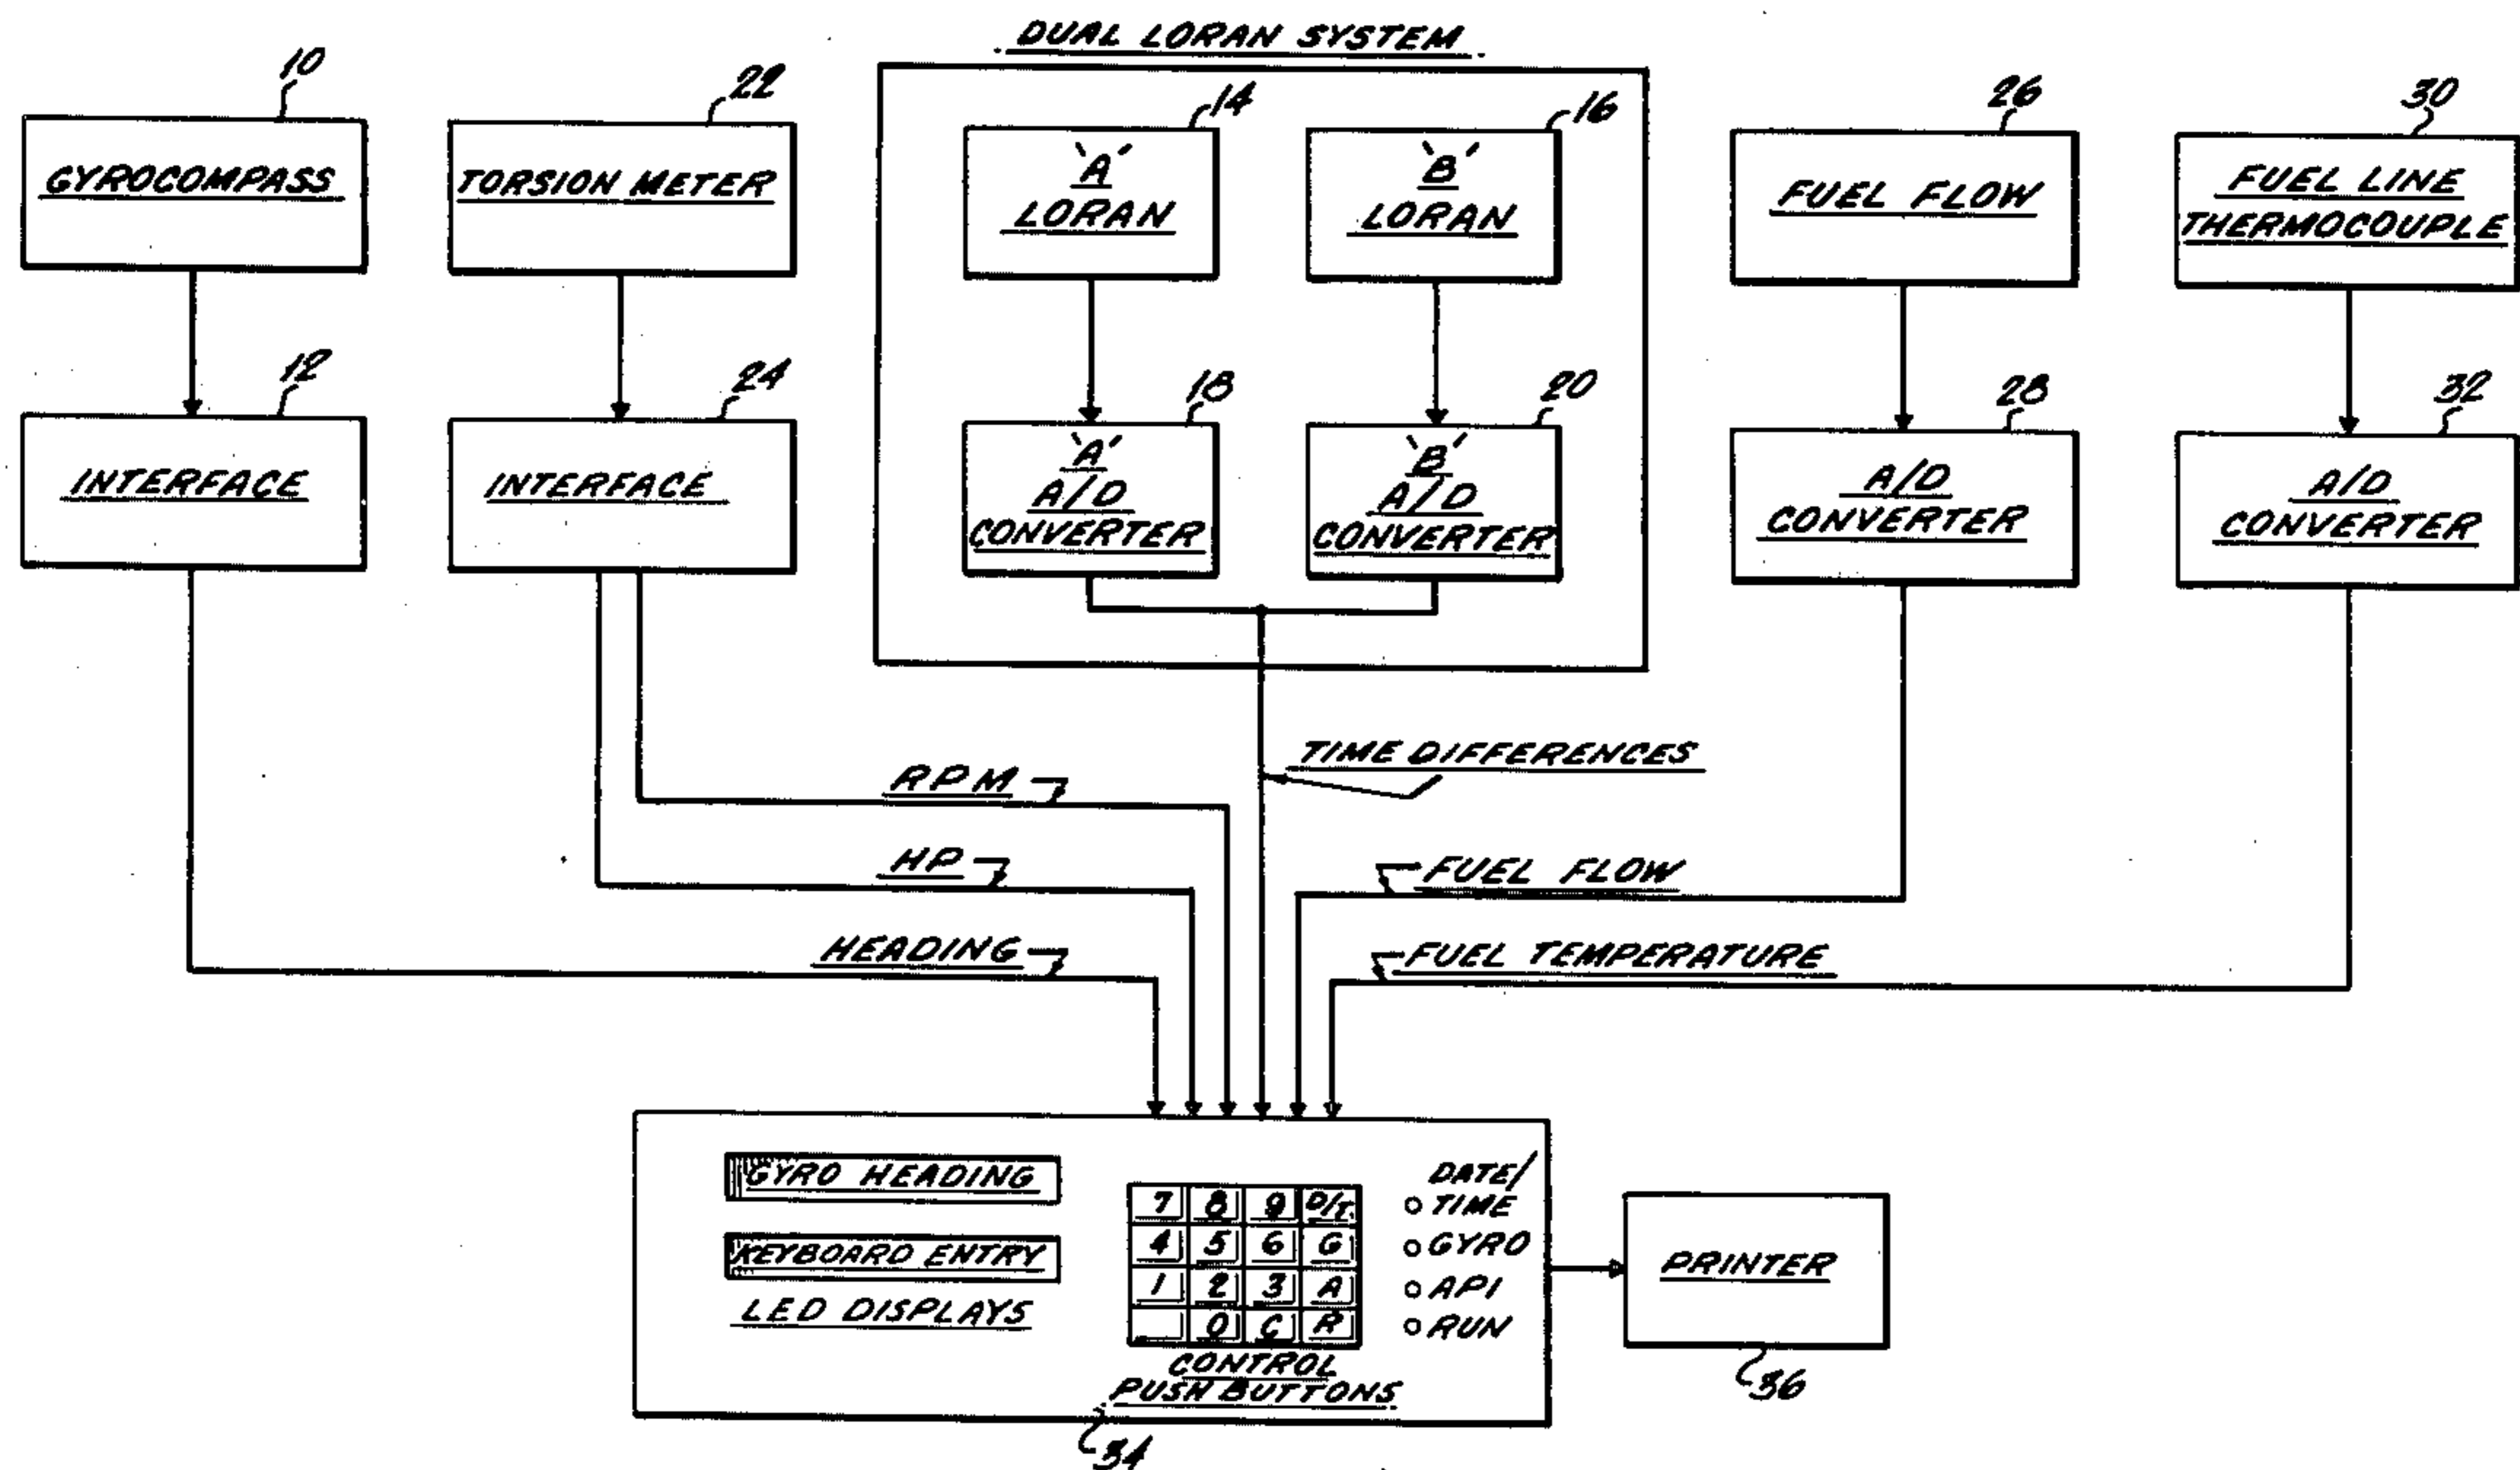 DUAL LORAN SYSTEM
10
22
14
16
26
30
GYROCOMPASS
TORSION METER
'A'
LORAN
'B'
LORAN
FUEL FLOW
FUEL LINE
THERMOCOUPLE
12
24
18
20
28
32
INTERFACE
INTERFACE
'A'
A/D
CONVERTER
'B'
A/D
CONVERTER
A/D
CONVERTER
A/D
CONVERTER
TIME DIFFERENCES
RPM
HP
FUEL FLOW
HEADING
FUEL TEMPERATURE
GYRO HEADING
KEYBOARD ENTRY
LED DISPLAYS
7 8 9 D/T
4 5 6 G
1 2 3 A
0 C R
CONTROL
PUSH BUTTONS
DATE/
TIME
GYRO
API
RUN
PRINTER
36
34